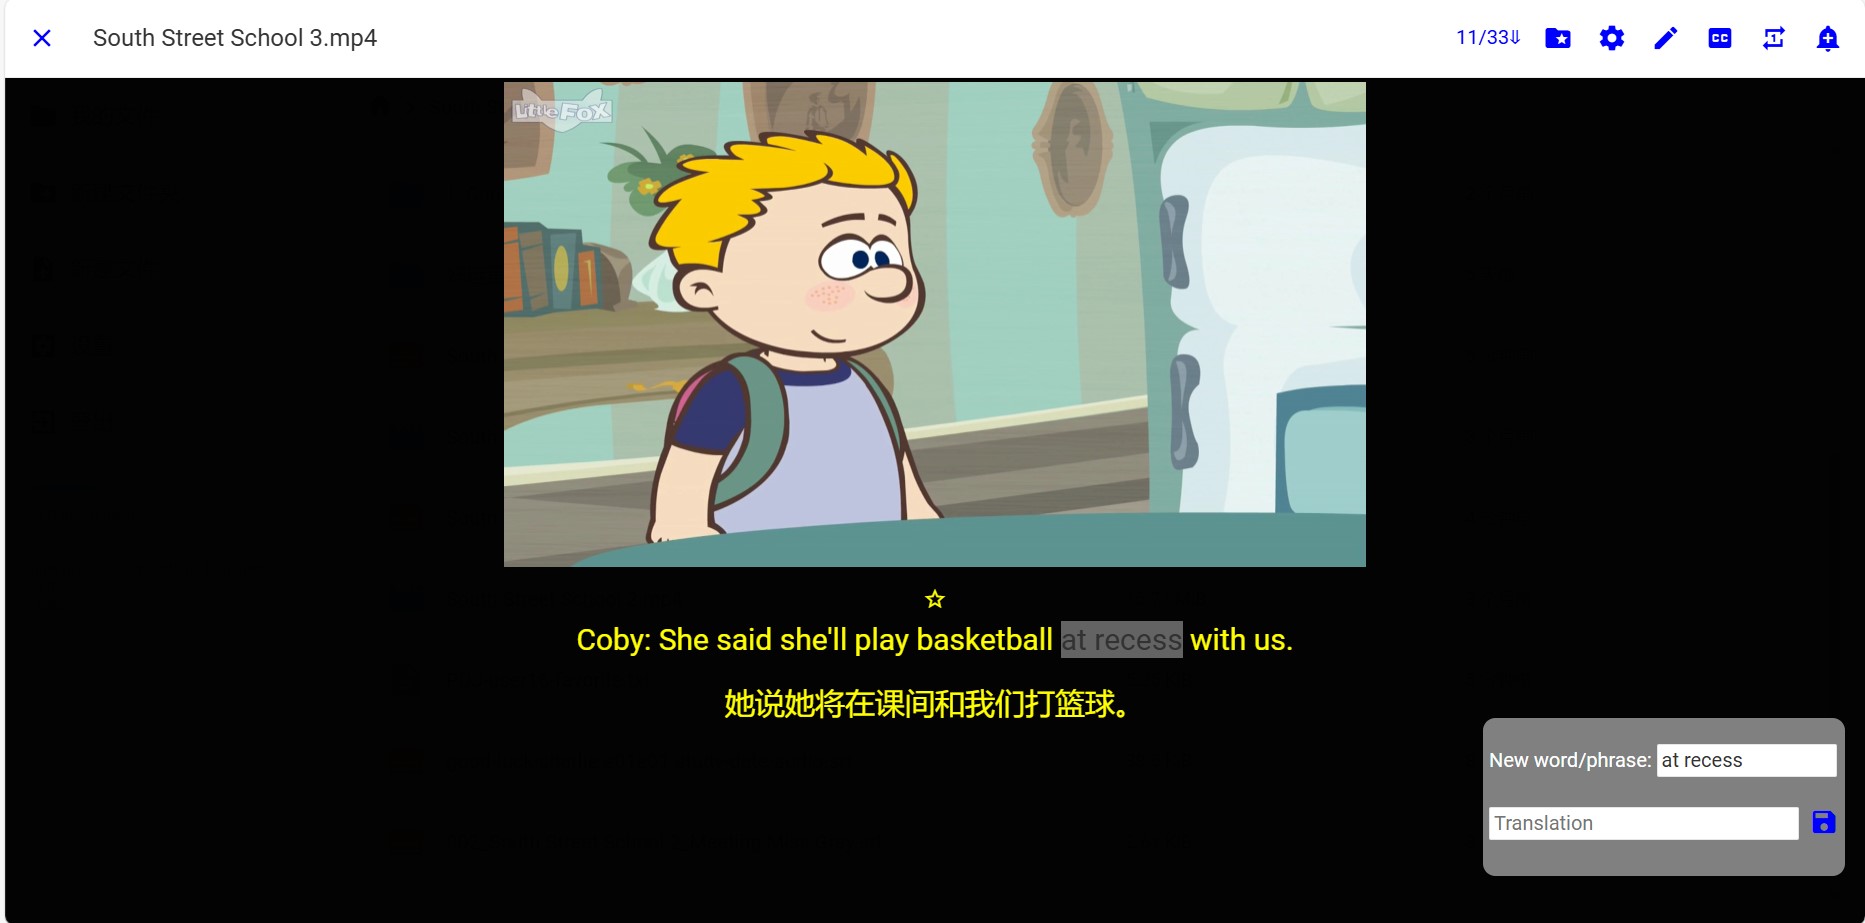 South Street School 3.mp4
11/33⇓
CC
1
Little Fox
Coby: She said she'll play basketball at recess with us.
她说她将在课间和我们打篮球。
New word/phrase: at recess
Translation